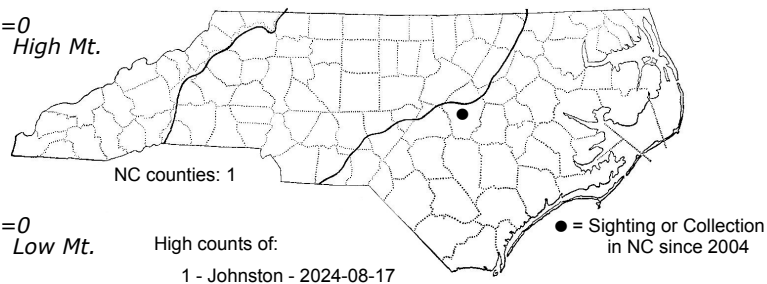 =0
High Mt.
NC counties: 1
=0
Low Mt.
High counts of:
1 - Johnston - 2024-08-17
● = Sighting or Collection
in NC since 2004